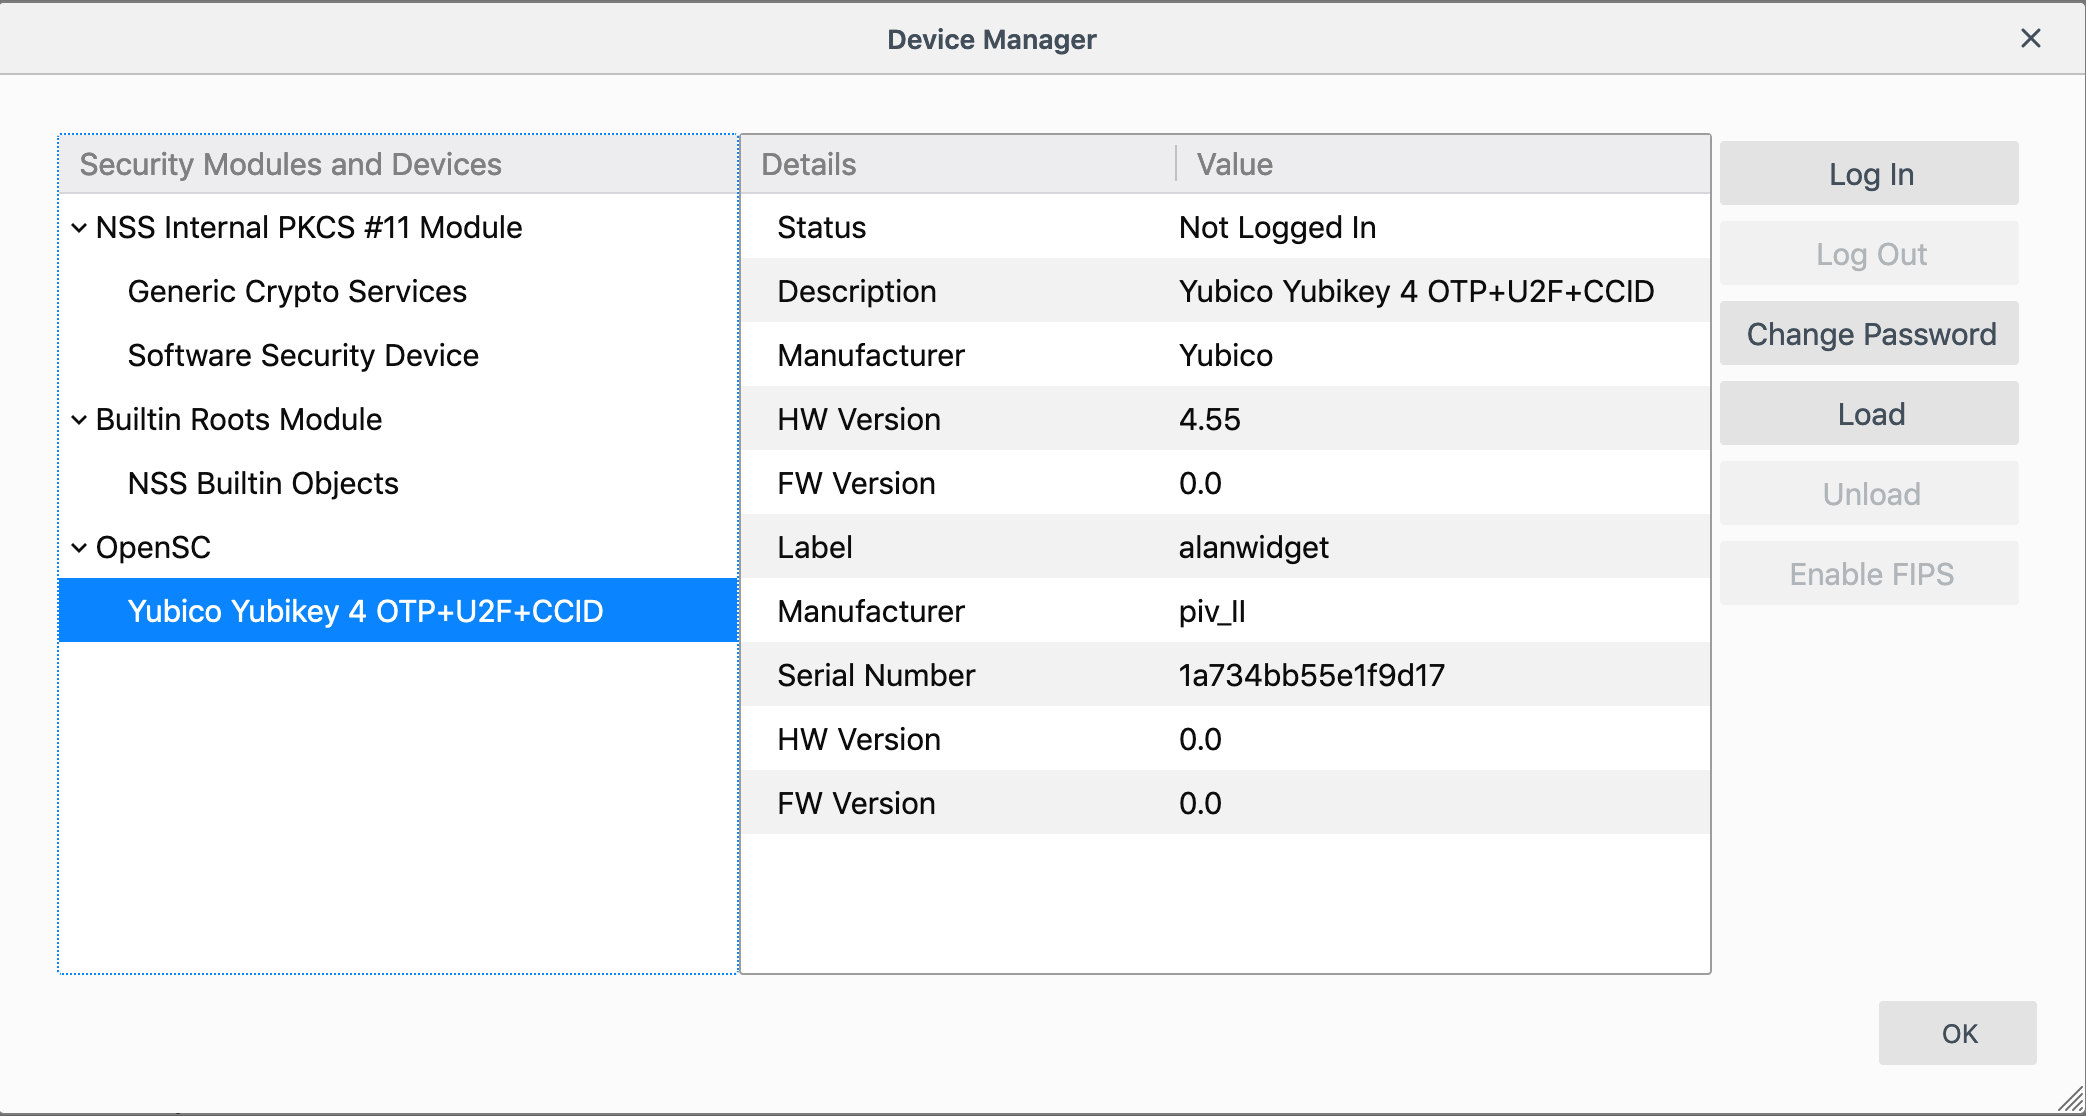 Device Manager
Security Modules and Devices
NSS Internal PKCS #11 Module
Generic Crypto Services
Software Security Device
Builtin Roots Module
NSS Builtin Objects
OpenSC
Yubico Yubikey 4 OTP+U2F+CCID
Details Value
Status Not Logged In
Description Yubico Yubikey 4 OTP+U2F+CCID
Manufacturer Yubico
HW Version 4.55
FW Version 0.0
Label alanwidget
Manufacturer piv_II
Serial Number 1a734bb55e1f9d17
HW Version 0.0
FW Version 0.0
Log In
Log Out
Change Password
Load
Unload
Enable FIPS
OK